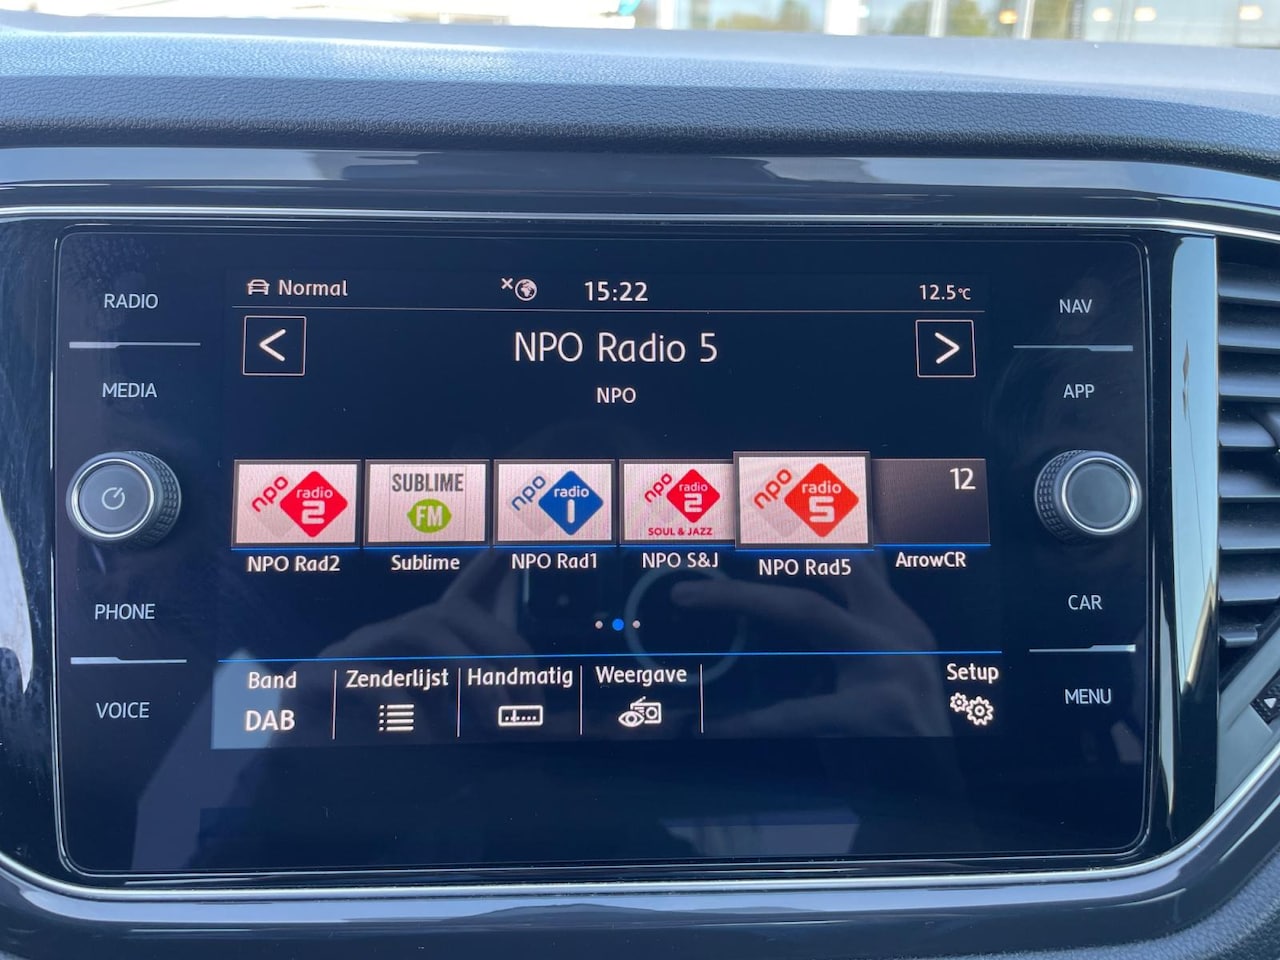 RADIO
MEDIA
PHONE
VOICE
Normal
15:22
12.5°C
<
NPO Radio 5
>
NPO
npo radio 2
SUBLIME FM
npo radio 1
npo radio 2 SOUL & JAZZ
npo radio 5
12
NPO Rad2
Sublime
NPO Rad1
NPO S&J
NPO Rad5
ArrowCR
Band
DAB
Zenderlijst
Handmatig
Weergave
Setup
NAV
APP
CAR
MENU